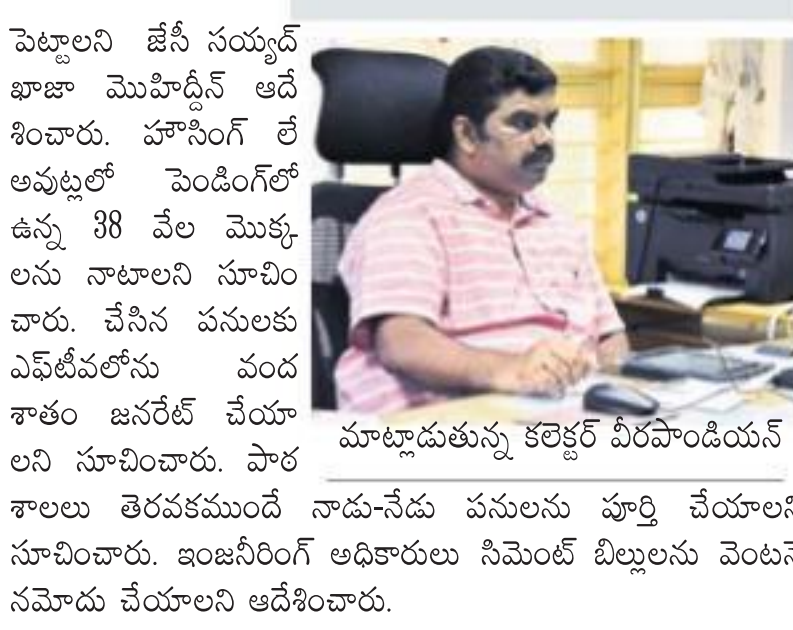 పెట్టాలని జేసీ సయ్యద్
ఖాజా మొహిద్దీన్ ఆదే
శించారు. హౌసింగ్ లే
అవుట్లలో పెండింగ్‌లో
ఉన్న 38 వేల మొక్క
లను నాటాలని సూచిం
చారు. చేసిన పనులకు
ఎఫ్‌టీవలోను వంద
శాతం జనరేట్ చేయా
లని సూచించారు. పాఠ
శాలలు తెరవకముందే నాడు-నేడు పనులను పూర్తి చేయాలని
సూచించారు. ఇంజనీరింగ్ అధికారులు సిమెంట్ బిల్లులను వెంటనే
నమోదు చేయాలని ఆదేశించారు.
మాట్లాడుతున్న కలెక్టర్ వీరపాండియన్